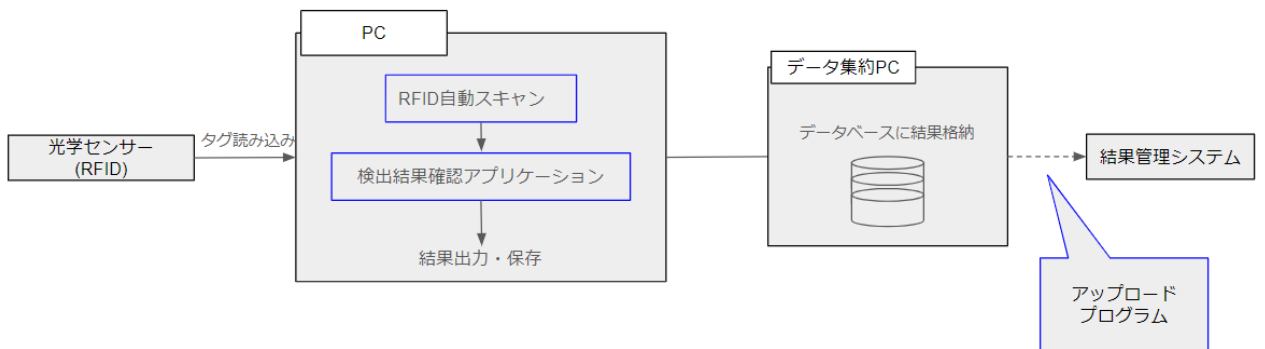 PC
データ集約PC
RFID自動スキャン
データベースに結果格納
光学センサー
(RFID)
タグ読み込み
検出結果確認アプリケーション
結果管理システム
結果出力・保存
アップロード
プログラム